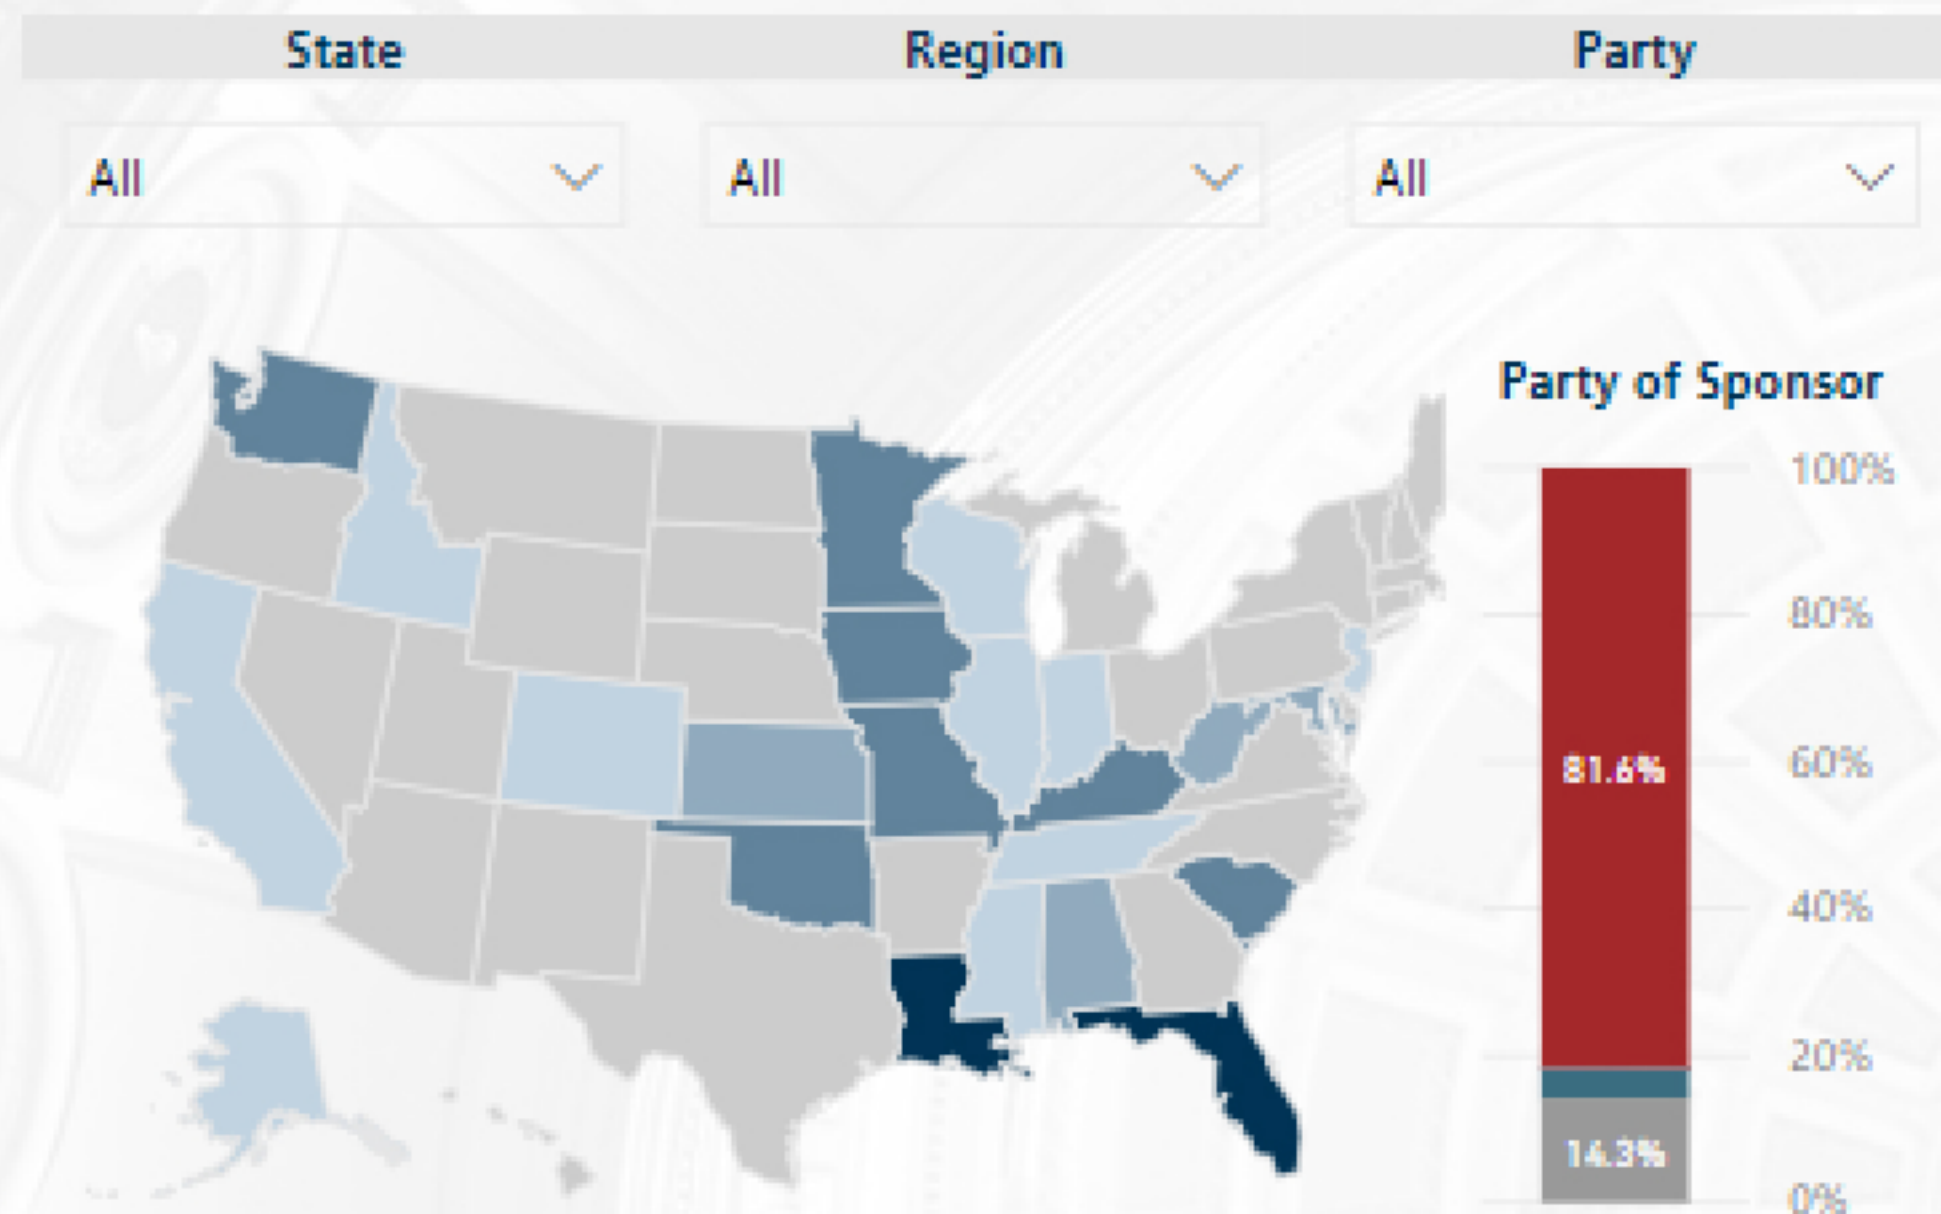 State Region Party
All All All
Party of Sponsor
100%
80%
81.6% 60%
40%
20%
14.3%
0%